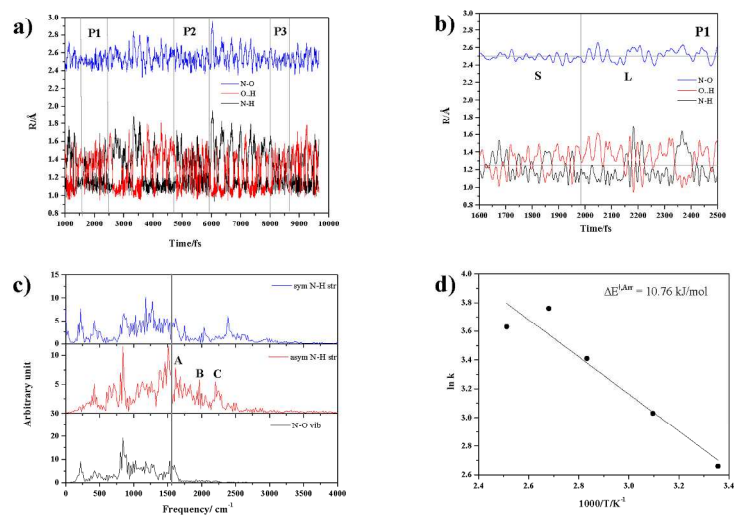 a)
P1 P2 P3
N-O
O..H
N-H
R/Å
3.0
2.8
2.6
2.4
2.2
2.0
1.8
1.6
1.4
1.2
1.0
0.8
1000 2000 3000 4000 5000 6000 7000 8000 9000 10000
Time/fs
b)
P1
S L
N-O
O..H
N-H
R/Å
3.0
2.8
2.6
2.4
2.2
2.0
1.8
1.6
1.4
1.2
1.0
0.8
0.6
1600 1700 1800 1900 2000 2100 2200 2300 2400 2500
Time/fs
c)
sym N-H str
15
10
5
0
asym N-H str
A
B C
10
5
30
N-O vib
20
10
0
Arbitrary unit
0 500 1000 1500 2000 2500 3000 3500 4000
Frequency/ cm⁻¹
d)
ΔE‡,Arr = 10.76 kJ/mol
ln k
4.0
3.8
3.6
3.4
3.2
3.0
2.8
2.6
2.4 2.6 2.8 3.0 3.2 3.4
1000/T/K⁻¹